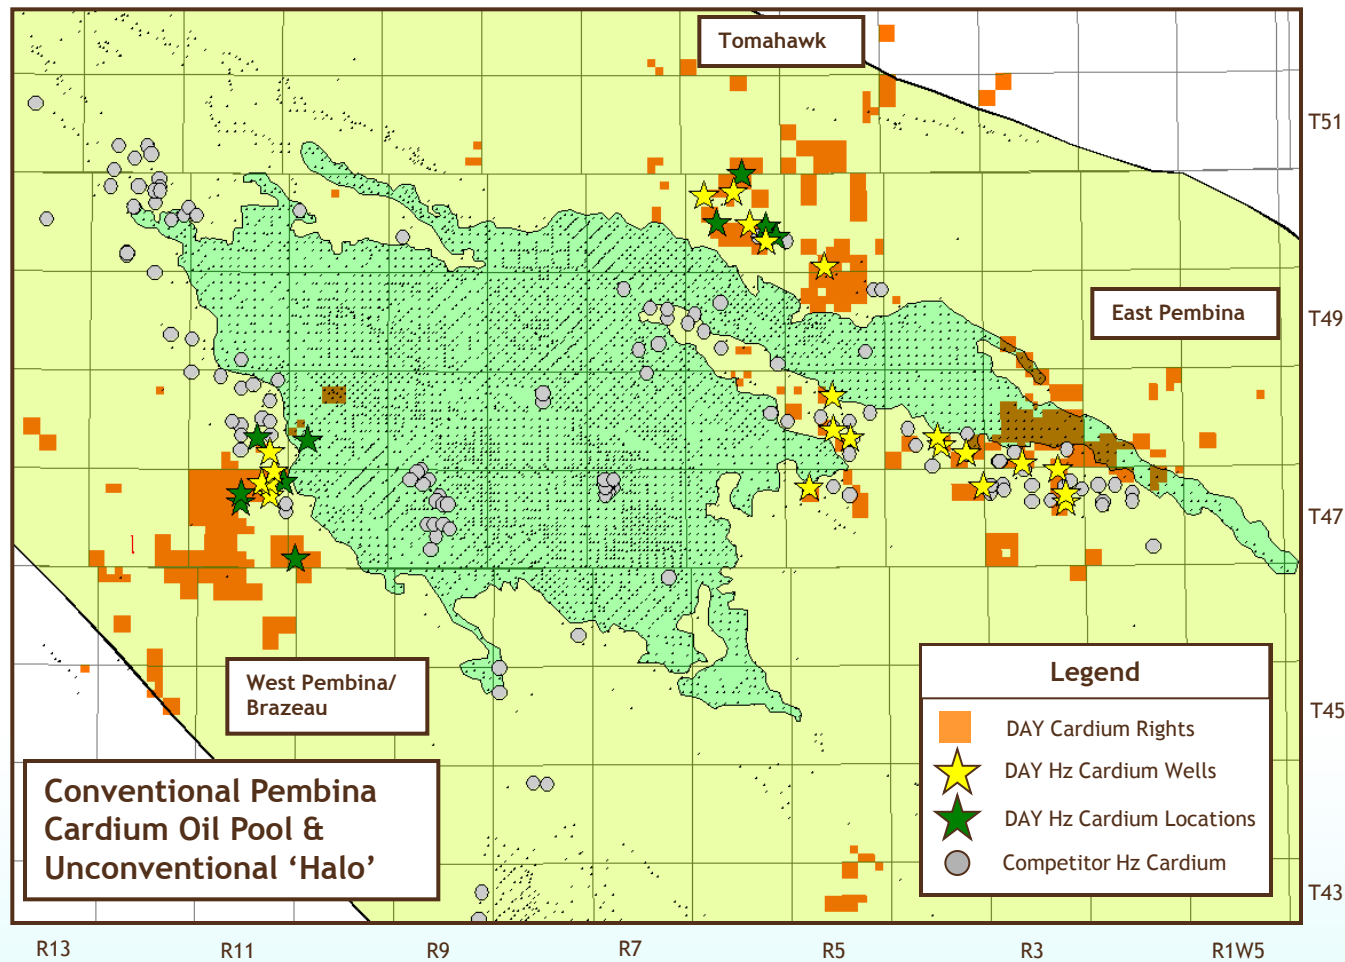 Tomahawk
T51
East Pembina
T49
T47
West Pembina/
Brazeau
Legend
DAY Cardium Rights
DAY Hz Cardium Wells
DAY Hz Cardium Locations
Competitor Hz Cardium
T45
Conventional Pembina
Cardium Oil Pool &
Unconventional ‘Halo’
T43
R13 R11 R9 R7 R5 R3 R1W5